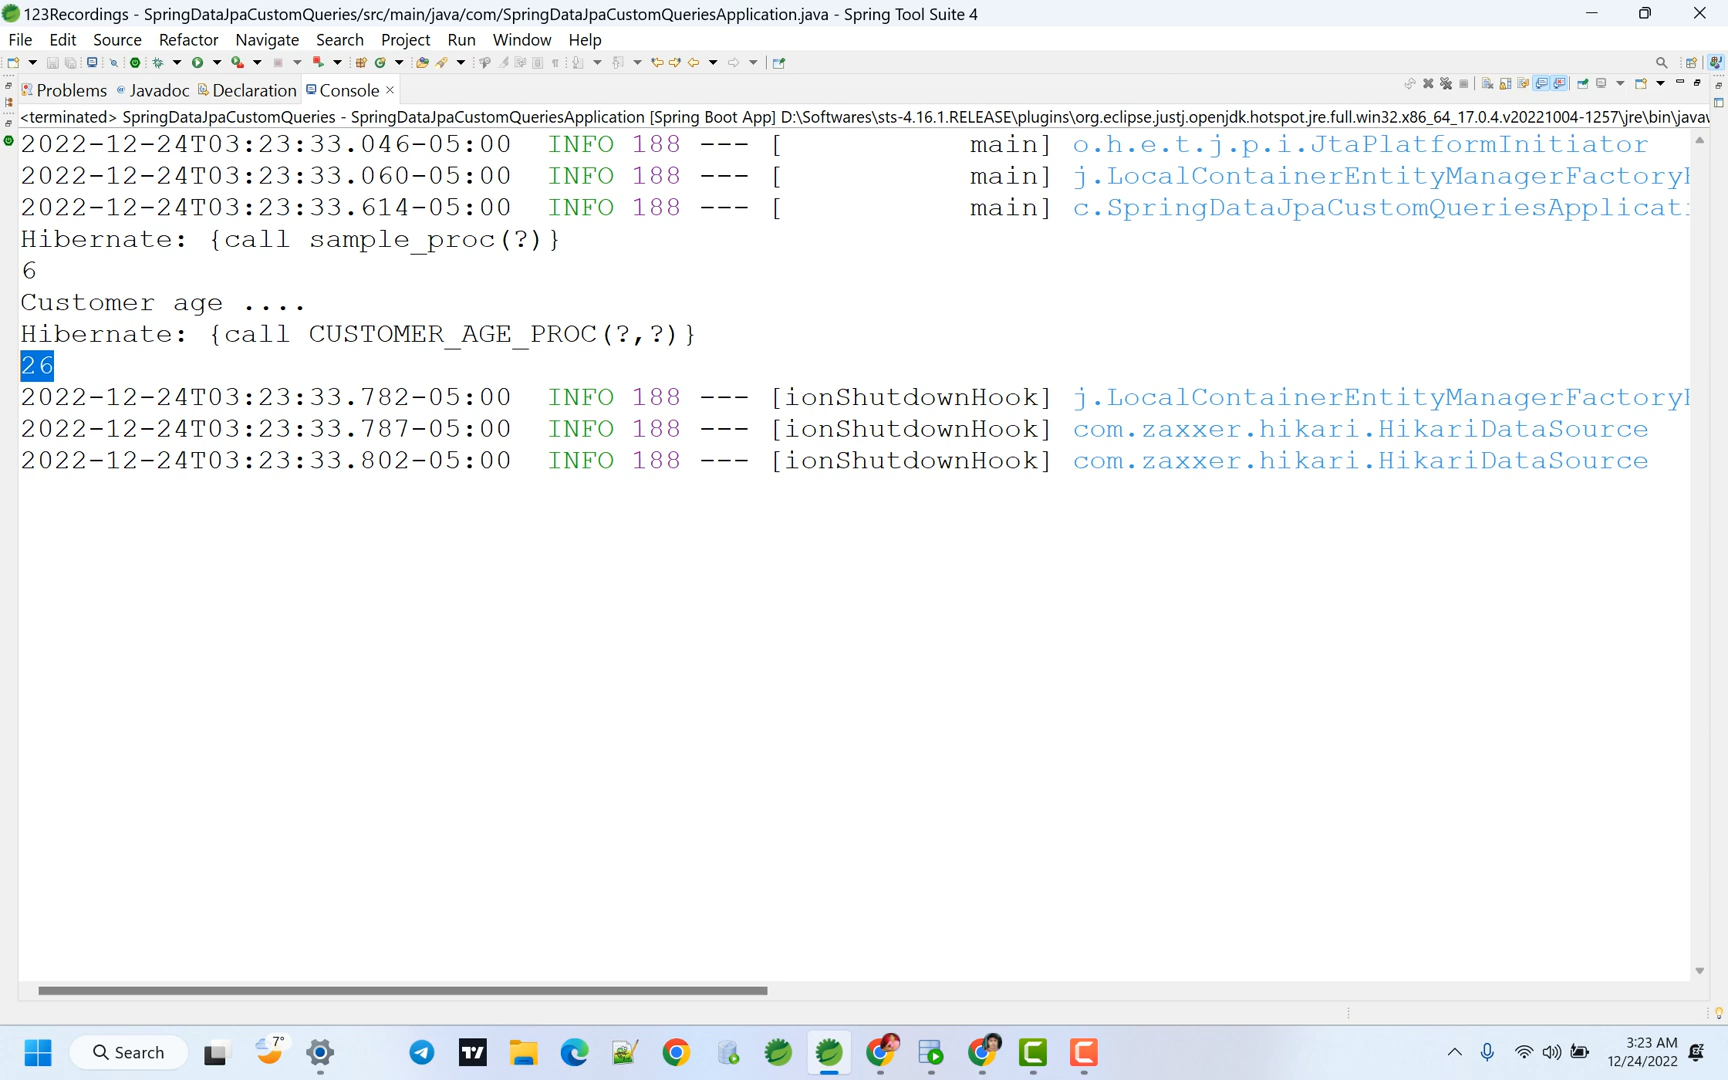 123Recordings - SpringDataJpaCustomQueries/src/main/java/com/SpringDataJpaCustomQueriesApplication.java - Spring Tool Suite 4
File Edit Source Refactor Navigate Search Project Run Window Help
Problems @ Javadoc Declaration Console
<terminated> SpringDataJpaCustomQueries - SpringDataJpaCustomQueriesApplication [Spring Boot App] D:\Softwares\sts-4.16.1.RELEASE\plugins\org.eclipse.justj.openjdk.hotspot.jre.full.win32.x86_64_17.0.4.v20221004-1257\jre\bin\java
2022-12-24T03:23:33.046-05:00 INFO 188 --- [ main] o.h.e.t.j.p.i.JtaPlatformInitiator
2022-12-24T03:23:33.060-05:00 INFO 188 --- [ main] j.LocalContainerEntityManagerFactory
2022-12-24T03:23:33.614-05:00 INFO 188 --- [ main] c.SpringDataJpaCustomQueriesApplicat
Hibernate: {call sample_proc(?)}
6
Customer age ....
Hibernate: {call CUSTOMER_AGE_PROC(?,?)}
26
2022-12-24T03:23:33.782-05:00 INFO 188 --- [ionShutdownHook] j.LocalContainerEntityManagerFactory
2022-12-24T03:23:33.787-05:00 INFO 188 --- [ionShutdownHook] com.zaxxer.hikari.HikariDataSource
2022-12-24T03:23:33.802-05:00 INFO 188 --- [ionShutdownHook] com.zaxxer.hikari.HikariDataSource
Search
7°
3:23 AM
12/24/2022